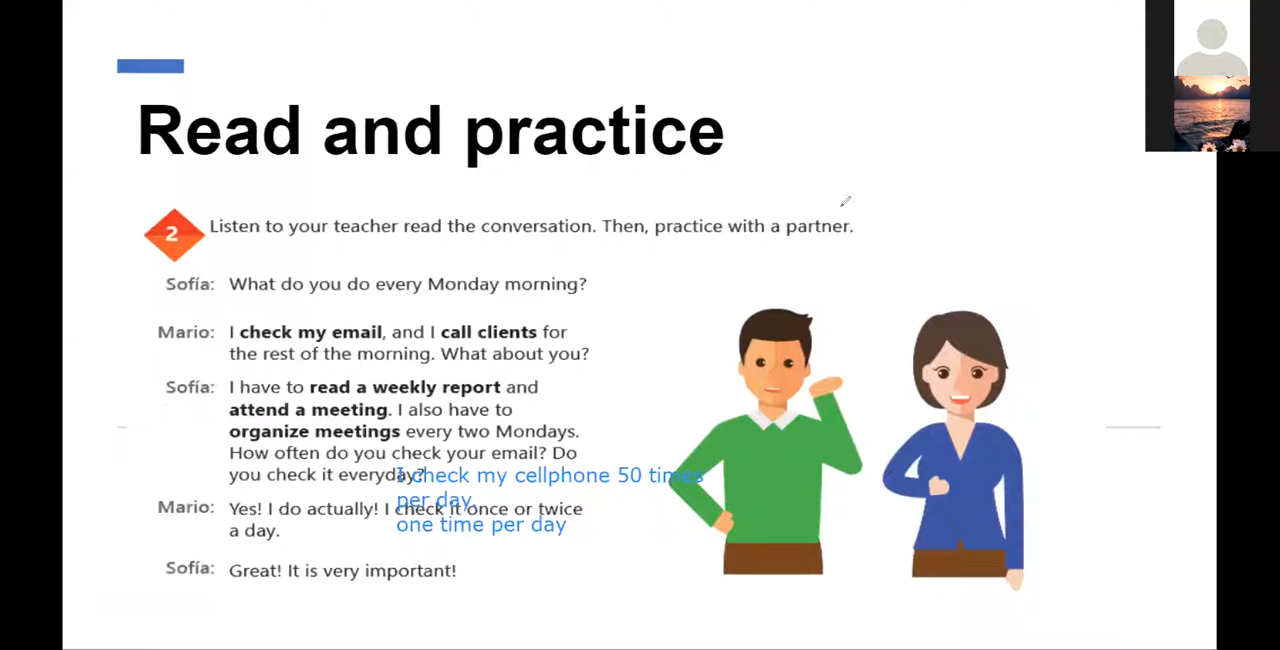 Read and practice
2 Listen to your teacher read the conversation. Then, practice with a partner.
Sofía: What do you do every Monday morning?
Mario: I check my email, and I call clients for
the rest of the morning. What about you?
Sofía: I have to read a weekly report and
attend a meeting. I also have to
organize meetings every two Mondays.
How often do you check your email? Do
you check it everyday?
I check my cellphone 50 times
per day
one time per day
Mario: Yes! I do actually! I check it once or twice
a day.
Sofía: Great! It is very important!